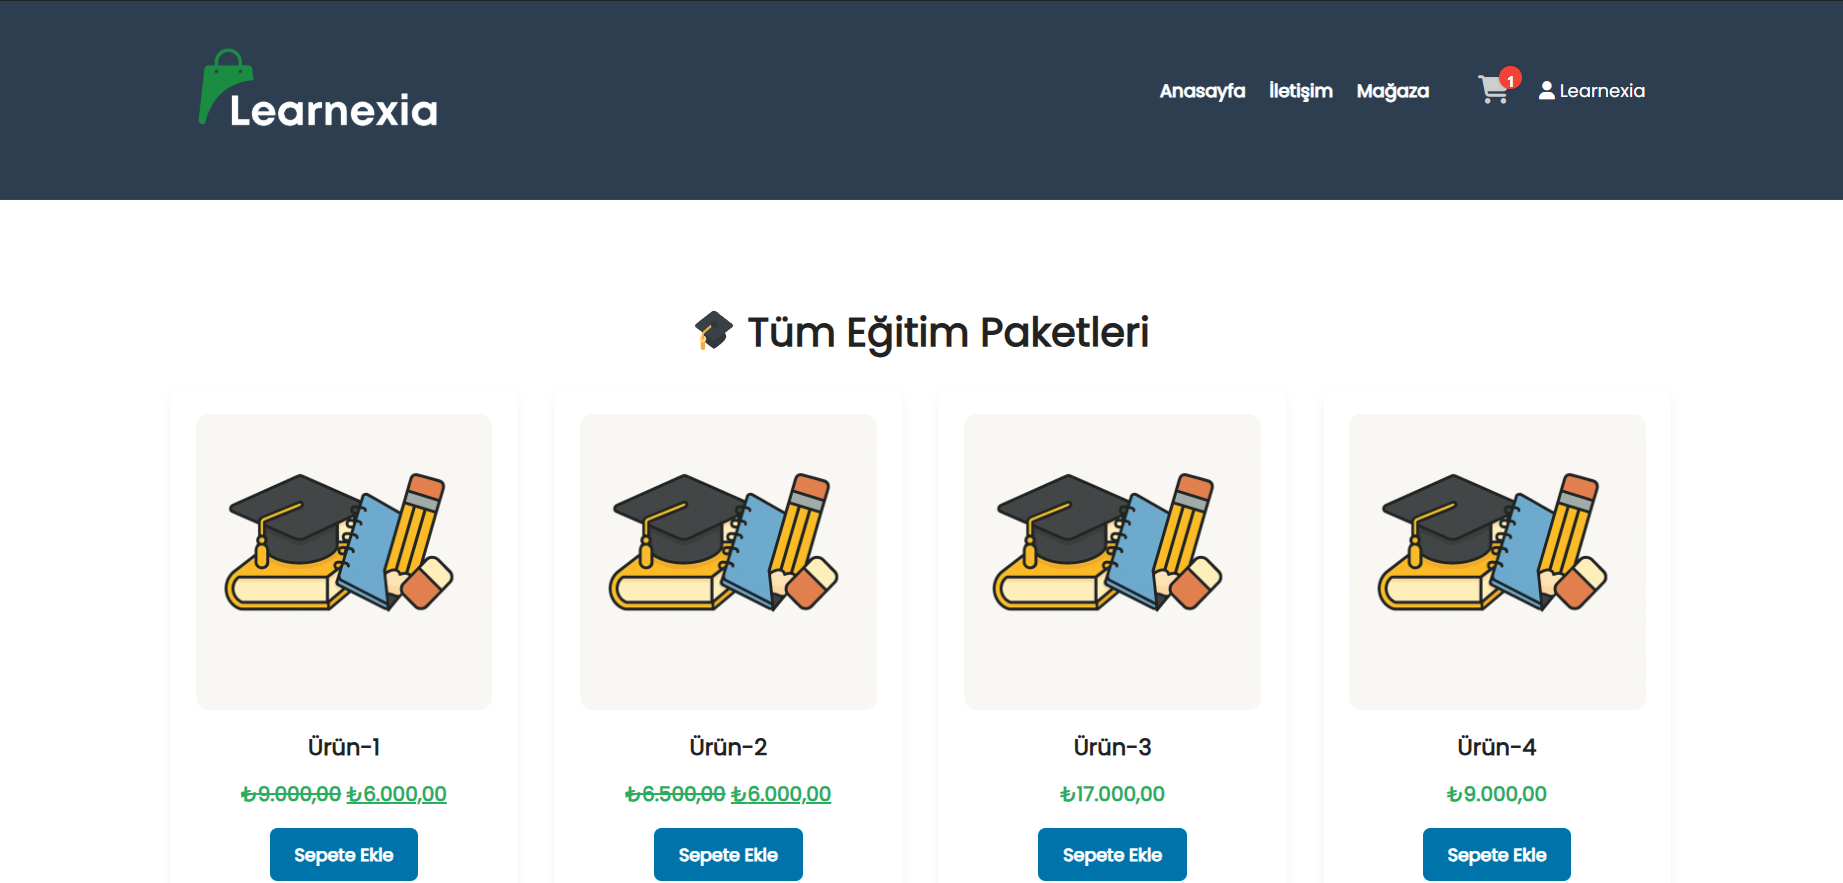 Learnexia
Anasayfa İletişim Mağaza 1 Learnexia
Tüm Eğitim Paketleri
Ürün-1
₺9.000,00 ₺6.000,00
Sepete Ekle
Ürün-2
₺6.500,00 ₺6.000,00
Sepete Ekle
Ürün-3
₺17.000,00
Sepete Ekle
Ürün-4
₺9.000,00
Sepete Ekle